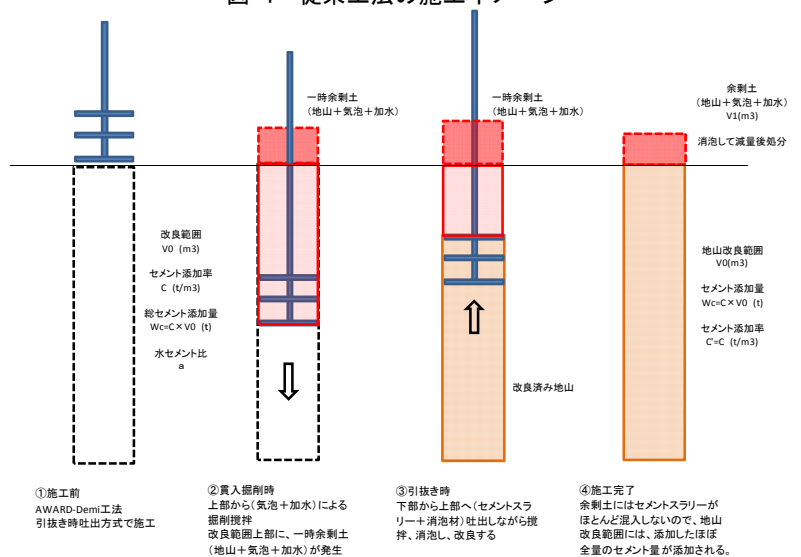 一時余剰土
(地山+気泡+加水)
一時余剰土
(地山+気泡+加水)
余剰土
(地山+気泡+加水)
V1(m3)
消泡して減量後処分
改良範囲
V0 (m3)
セメント添加率
C (t/m3)
総セメント添加量
Wc=C×V0 (t)
水セメント比
a
改良済み地山
地山改良範囲
V0(m3)
セメント添加量
Wc=C×V0 (t)
セメント添加率
C'=C (t/m3)
①施工前
AWARD-Demi工法
引抜き時吐出方式で施工
②貫入掘削時
上部から(気泡+加水)による
掘削撹拌
改良範囲上部に、一時余剰土
(地山+気泡+加水)が発生
③引抜き時
下部から上部へ(セメントスラ
リー+消泡材)吐出しながら撹
拌、消泡し、改良する
④施工完了
余剰土にはセメントスラリーが
ほとんど混入しないので、地山
改良範囲には、添加したほぼ
全量のセメント量が添加される。